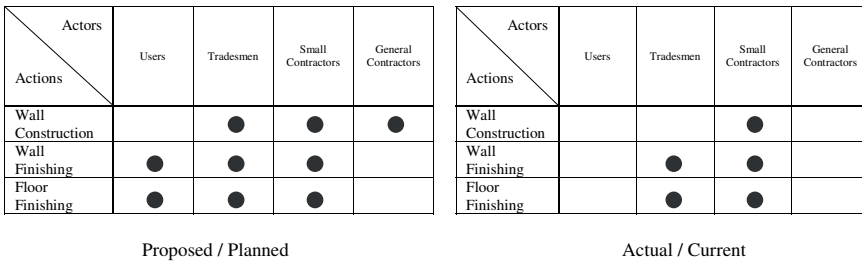 Actors
Actions
Users
Tradesmen
Small
Contractors
General
Contractors
Wall
Construction
Wall
Finishing
Floor
Finishing
Proposed / Planned
Actors
Actions
Users
Tradesmen
Small
Contractors
General
Contractors
Wall
Construction
Wall
Finishing
Floor
Finishing
Actual / Current